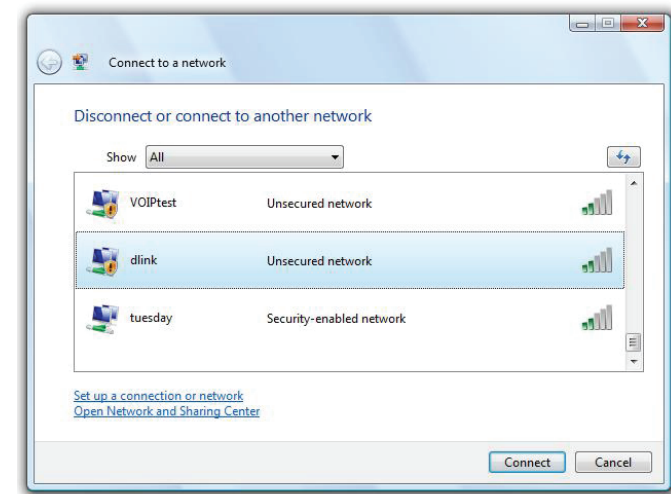 Connect to a network
Disconnect or connect to another network
Show All
VOIPtest Unsecured network
dlink Unsecured network
tuesday Security-enabled network
Set up a connection or network
Open Network and Sharing Center
Connect Cancel